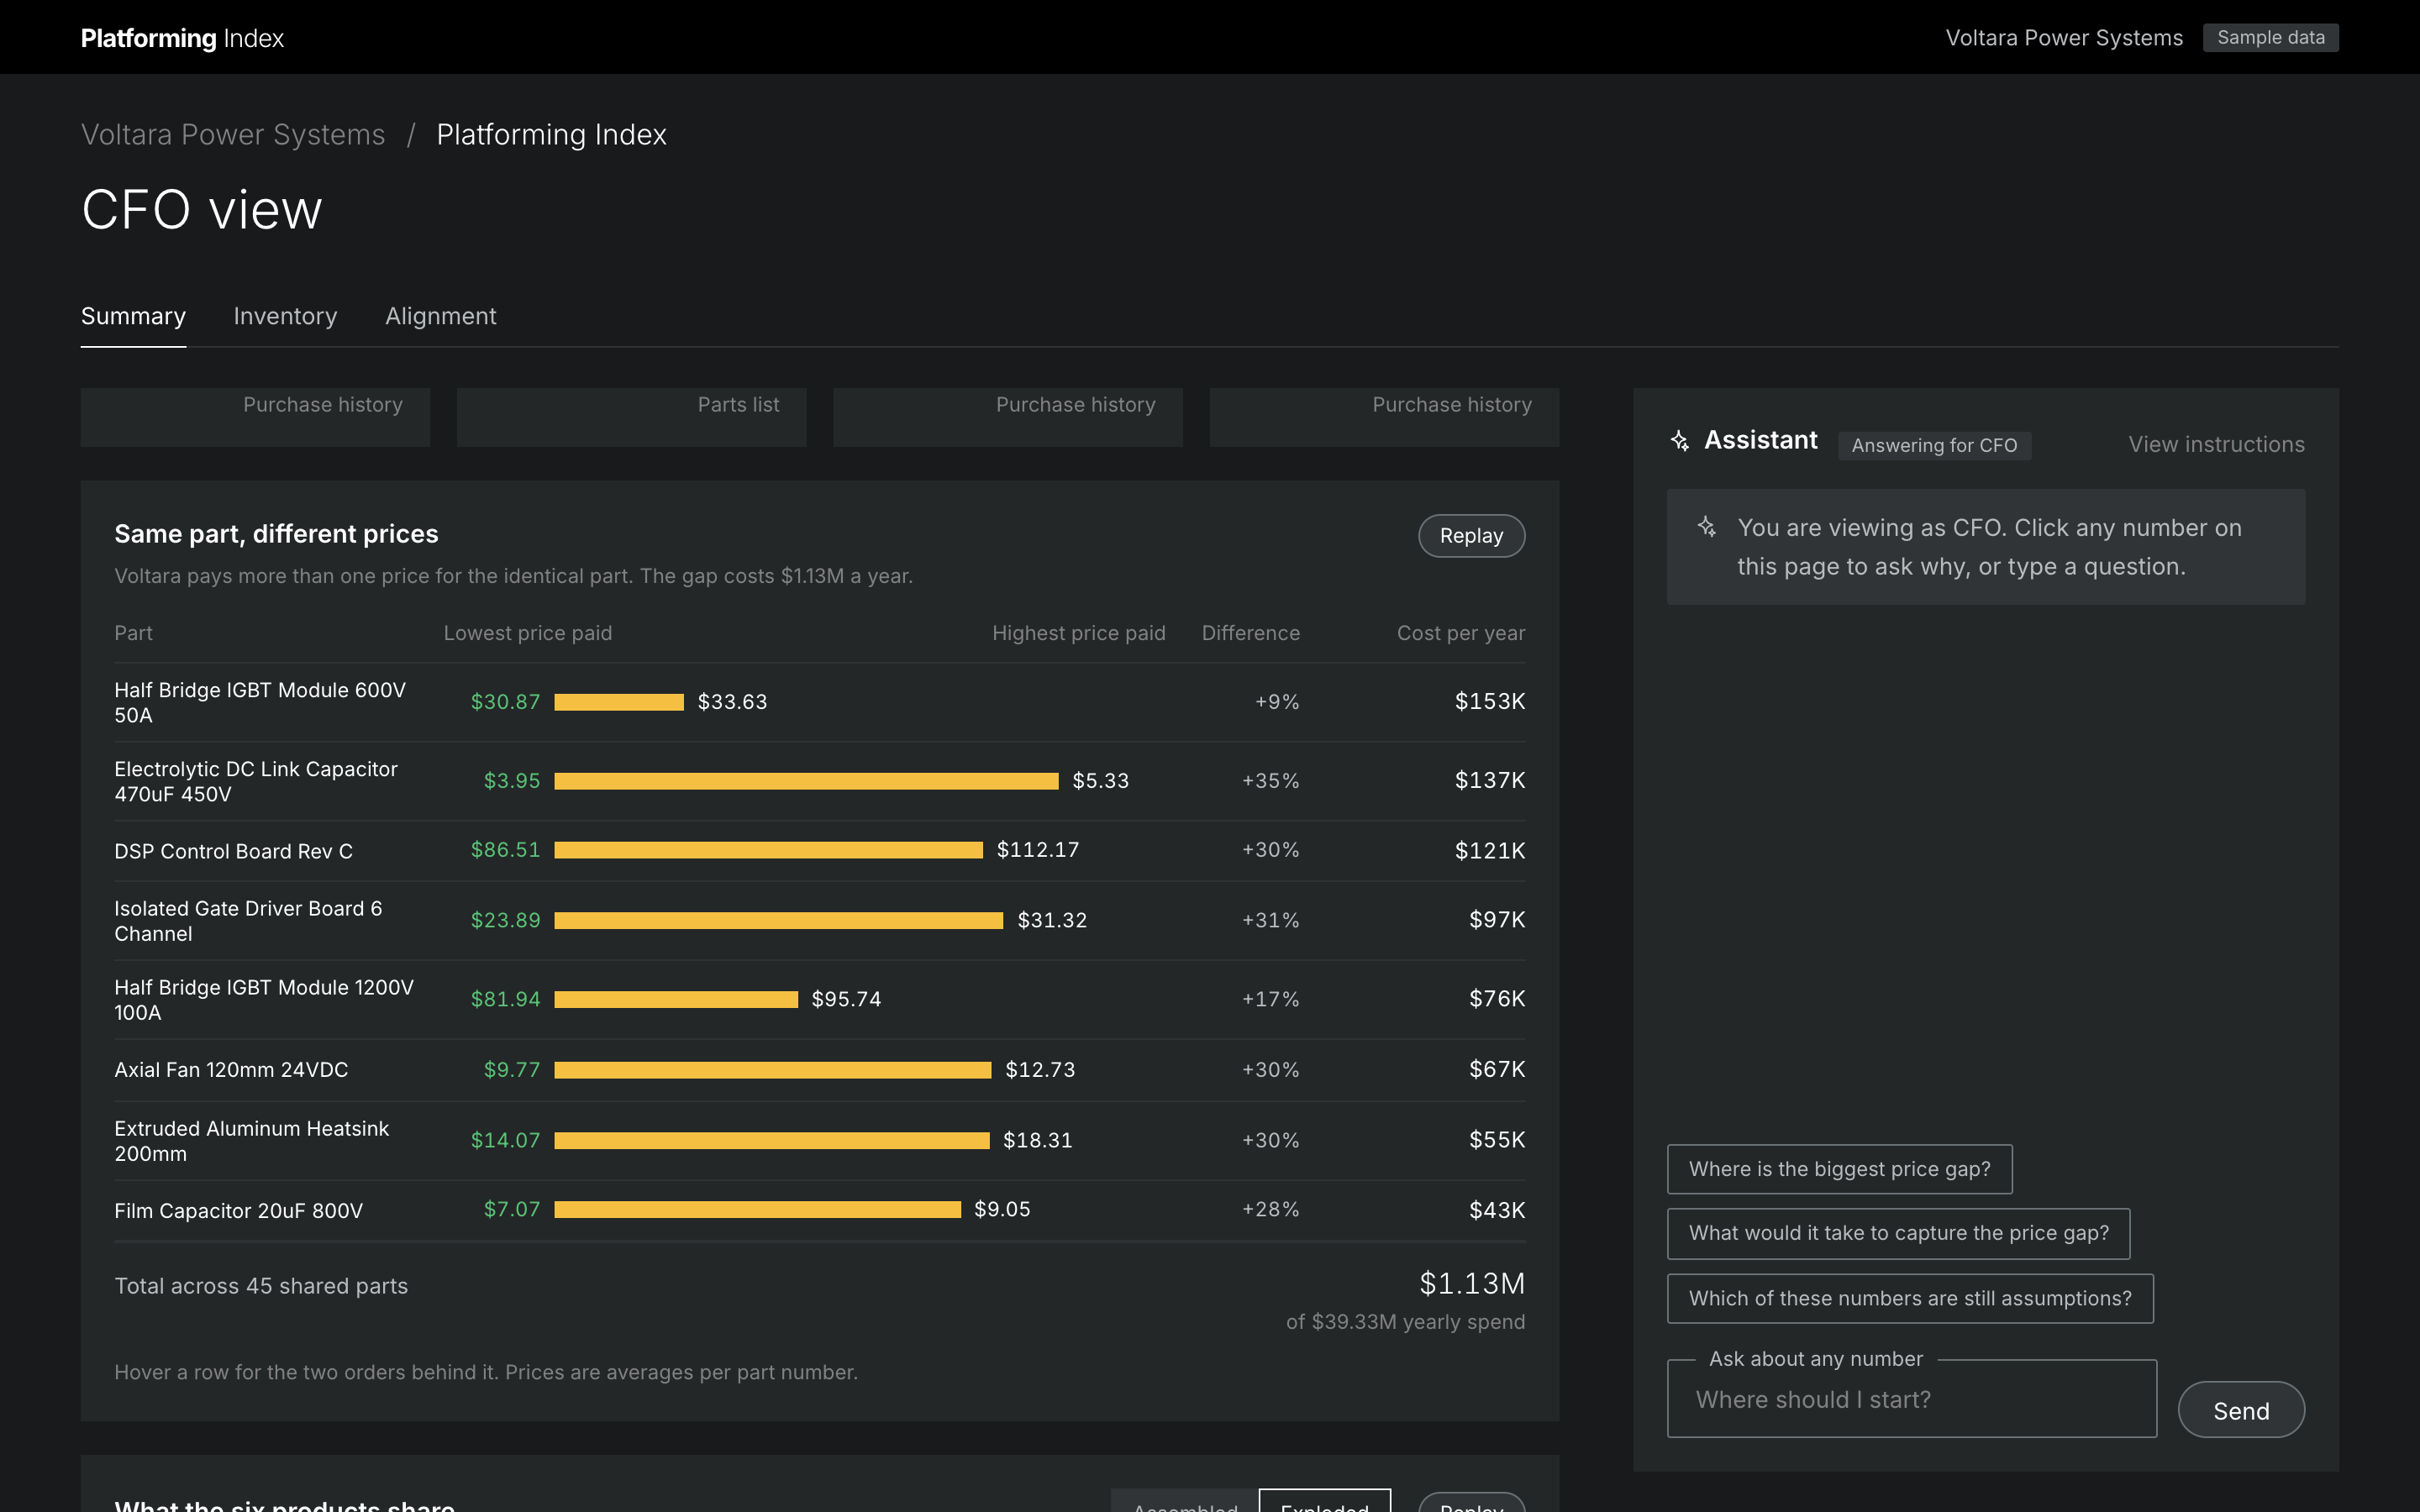 Platforming Index
Voltara Power Systems
Sample data
Voltara Power Systems / Platforming Index
CFO view
Summary
Inventory
Alignment
Purchase history
Parts list
Purchase history
Purchase history
Same part, different prices
Replay
Voltara pays more than one price for the identical part. The gap costs $1.13M a year.
Part
Lowest price paid
Highest price paid
Difference
Cost per year
Half Bridge IGBT Module 600V
50A
$30.87
$33.63
+9%
$153K
Electrolytic DC Link Capacitor
470uF 450V
$3.95
$5.33
+35%
$137K
DSP Control Board Rev C
$86.51
$112.17
+30%
$121K
Isolated Gate Driver Board 6
Channel
$23.89
$31.32
+31%
$97K
Half Bridge IGBT Module 1200V
100A
$81.94
$95.74
+17%
$76K
Axial Fan 120mm 24VDC
$9.77
$12.73
+30%
$67K
Extruded Aluminum Heatsink
200mm
$14.07
$18.31
+30%
$55K
Film Capacitor 20uF 800V
$7.07
$9.05
+28%
$43K
Total across 45 shared parts
$1.13M
of $39.33M yearly spend
Hover a row for the two orders behind it. Prices are averages per part number.
What the six products share
Assembled
Exploded
Replay
Assistant
Answering for CFO
View instructions
You are viewing as CFO. Click any number on
this page to ask why, or type a question.
Where is the biggest price gap?
What would it take to capture the price gap?
Which of these numbers are still assumptions?
Ask about any number
Where should I start?
Send